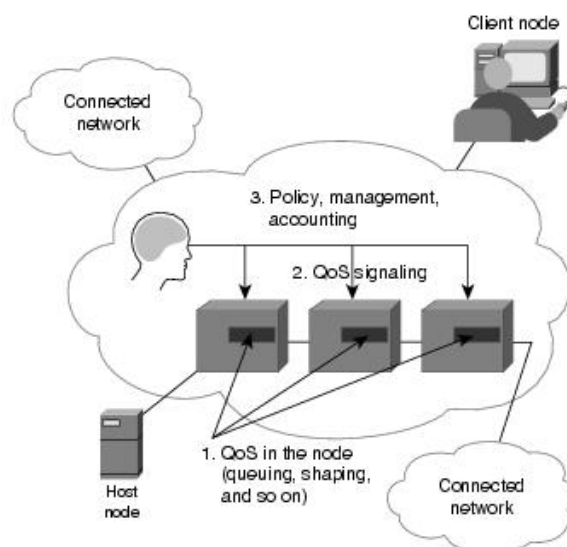 Client node
Connected
network
3. Policy, management,
accounting
2. QoS signaling
1. QoS in the node
(queuing, shaping,
and so on)
Host
node
Connected
network